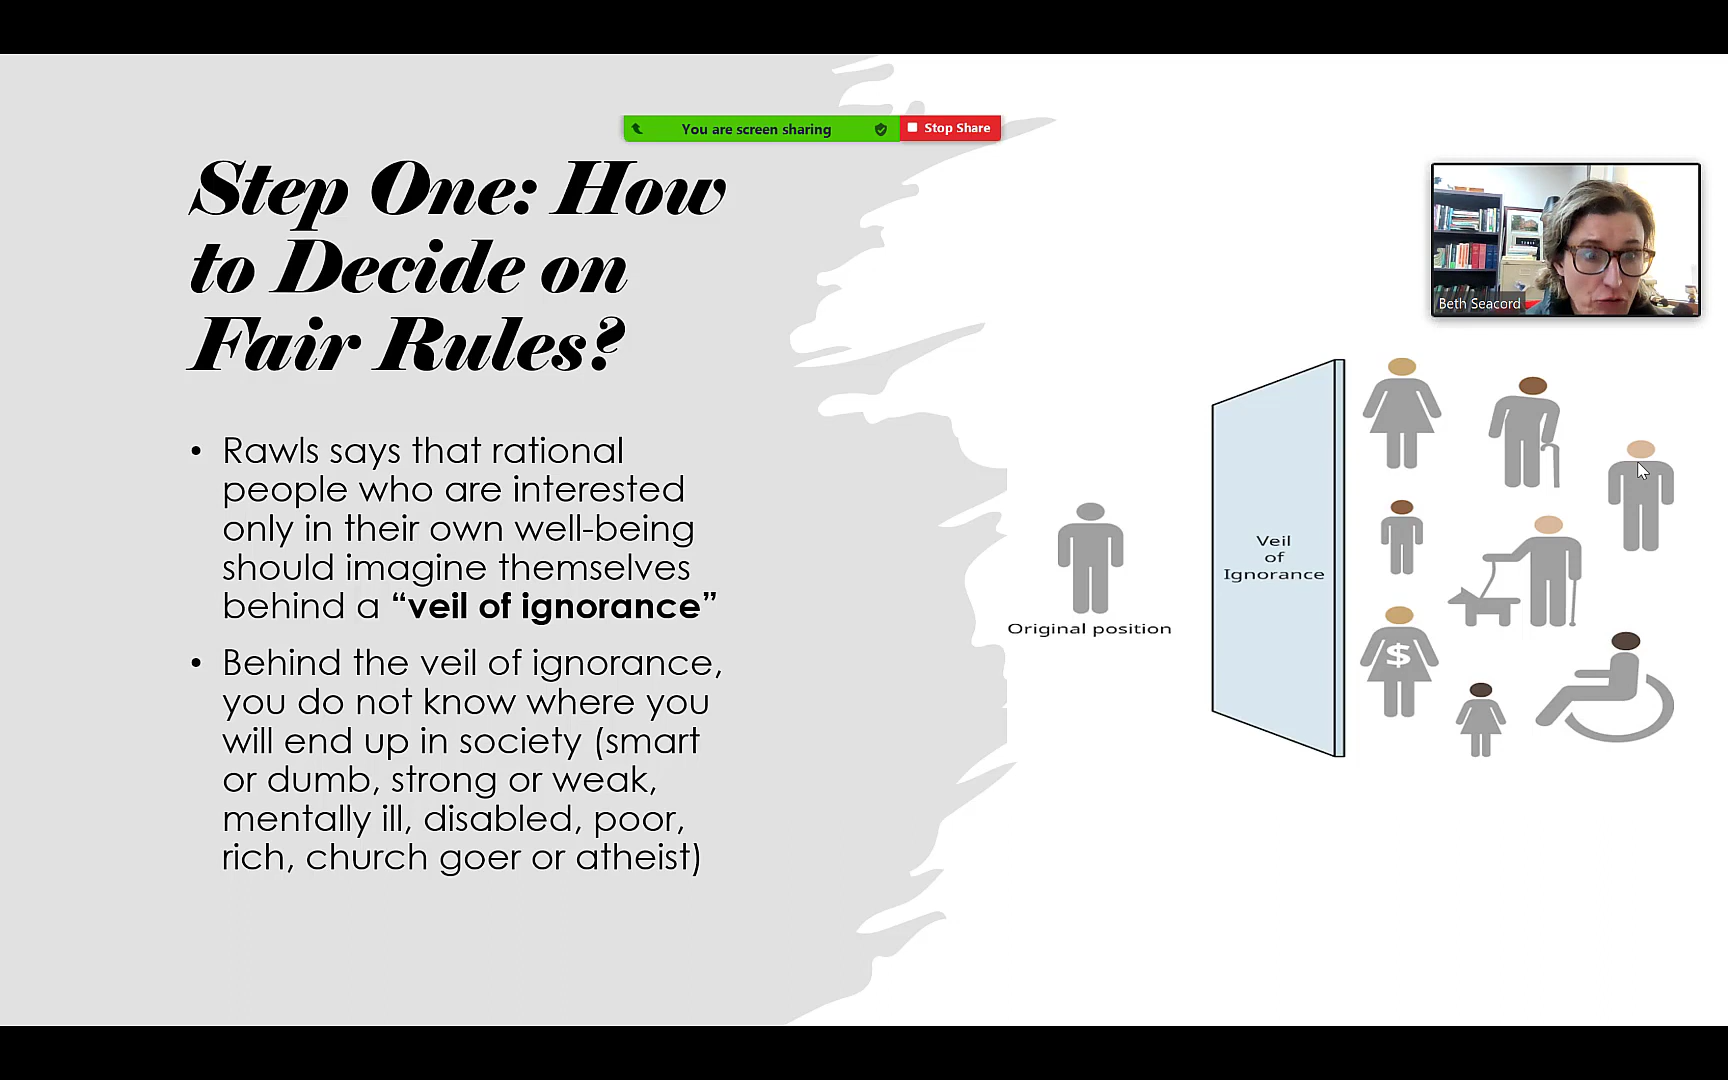 You are screen sharing
Stop Share
Step One: How
to Decide on
Fair Rules?
• Rawls says that rational
people who are interested
only in their own well-being
should imagine themselves
behind a “veil of ignorance”
• Behind the veil of ignorance,
you do not know where you
will end up in society (smart
or dumb, strong or weak,
mentally ill, disabled, poor,
rich, church goer or atheist)
Beth Seacord
Original position
Veil
of
Ignorance
$